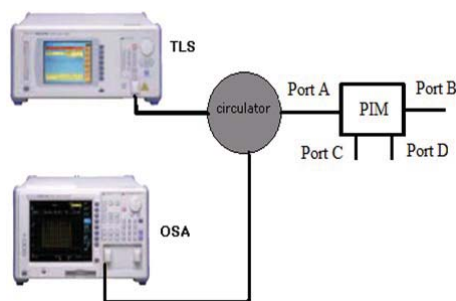 TLS
circulator
Port A
Port B
PIM
Port C
Port D
OSA